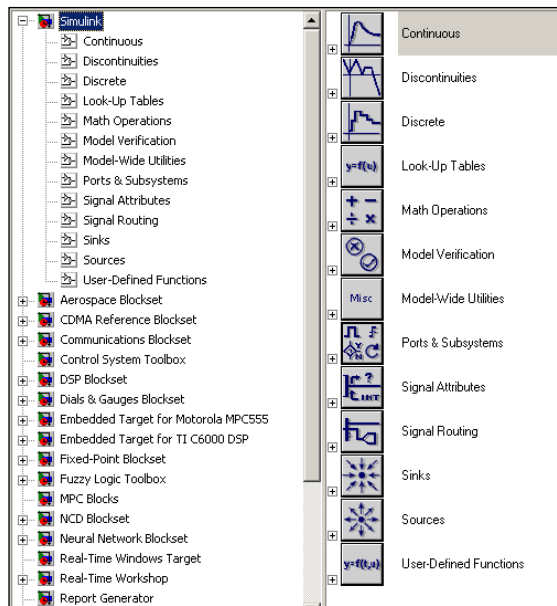 Simulink
Continuous
Discontinuities
Discrete
Look-Up Tables
Math Operations
Model Verification
Model-Wide Utilities
Ports & Subsystems
Signal Attributes
Signal Routing
Sinks
Sources
User-Defined Functions
Aerospace Blockset
CDMA Reference Blockset
Communications Blockset
Control System Toolbox
DSP Blockset
Dials & Gauges Blockset
Embedded Target for Motorola MPC555
Embedded Target for TI C6000 DSP
Fixed-Point Blockset
Fuzzy Logic Toolbox
MPC Blocks
NCD Blockset
Neural Network Blockset
Real-Time Windows Target
Real-Time Workshop
Report Generator
Continuous
Discontinuities
Discrete
y=f(u) Look-Up Tables
+ − ÷ × Math Operations
Model Verification
Misc Model-Wide Utilities
Y N Ports & Subsystems
? INT Signal Attributes
Signal Routing
Sinks
Sources
y=f(t,u) User-Defined Functions